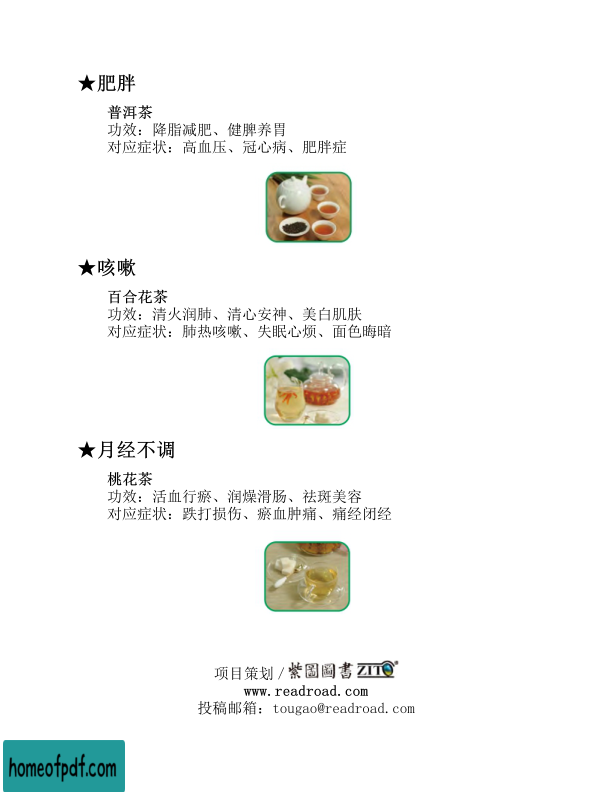 ★肥胖
普洱茶
功效：降脂减肥、健脾养胃
对应症状：高血压、冠心病、肥胖症
★咳嗽
百合花茶
功效：清火润肺、清心安神、美白肌肤
对应症状：肺热咳嗽、失眠心烦、面色晦暗
★月经不调
桃花茶
功效：活血行瘀、润燥滑肠、祛斑美容
对应症状：跌打损伤、瘀血肿痛、痛经闭经
项目策划 / 紫圖圖書 ZITO®
www.readroad.com
投稿邮箱：tougao@readroad.com
homeofpdf.com